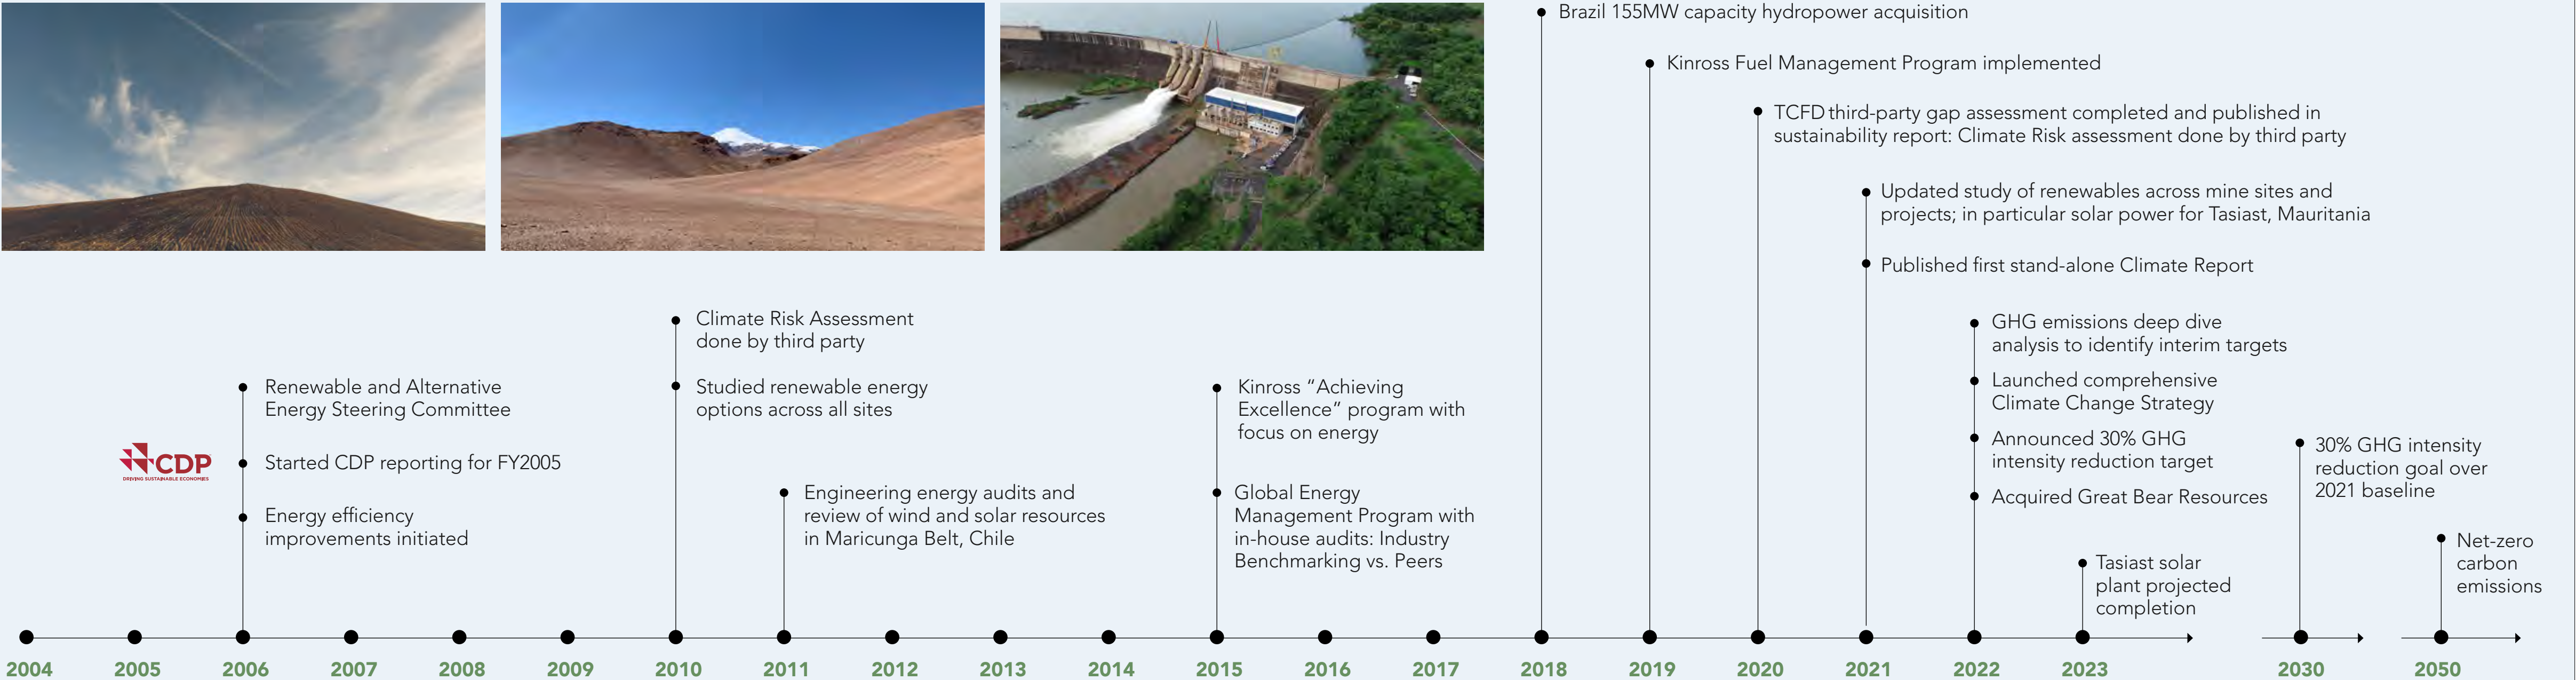 Brazil 155MW capacity hydropower acquisition
Kinross Fuel Management Program implemented
TCFD third-party gap assessment completed and published in
sustainability report: Climate Risk assessment done by third party
Updated study of renewables across mine sites and
projects; in particular solar power for Tasiast, Mauritania
Published first stand-alone Climate Report
Climate Risk Assessment
done by third party
Studied renewable energy
options across all sites
Renewable and Alternative
Energy Steering Committee
CDP
DRIVING SUSTAINABLE ECONOMIES
Started CDP reporting for FY2005
Energy efficiency
improvements initiated
Engineering energy audits and
review of wind and solar resources
in Maricunga Belt, Chile
Kinross “Achieving
Excellence” program with
focus on energy
Global Energy
Management Program with
in-house audits: Industry
Benchmarking vs. Peers
GHG emissions deep dive
analysis to identify interim targets
Launched comprehensive
Climate Change Strategy
Announced 30% GHG
intensity reduction target
Acquired Great Bear Resources
Tasiast solar
plant projected
completion
30% GHG intensity
reduction goal over
2021 baseline
Net-zero
carbon
emissions
2004 2005 2006 2007 2008 2009 2010 2011 2012 2013 2014 2015 2016 2017 2018 2019 2020 2021 2022 2023 2030 2050